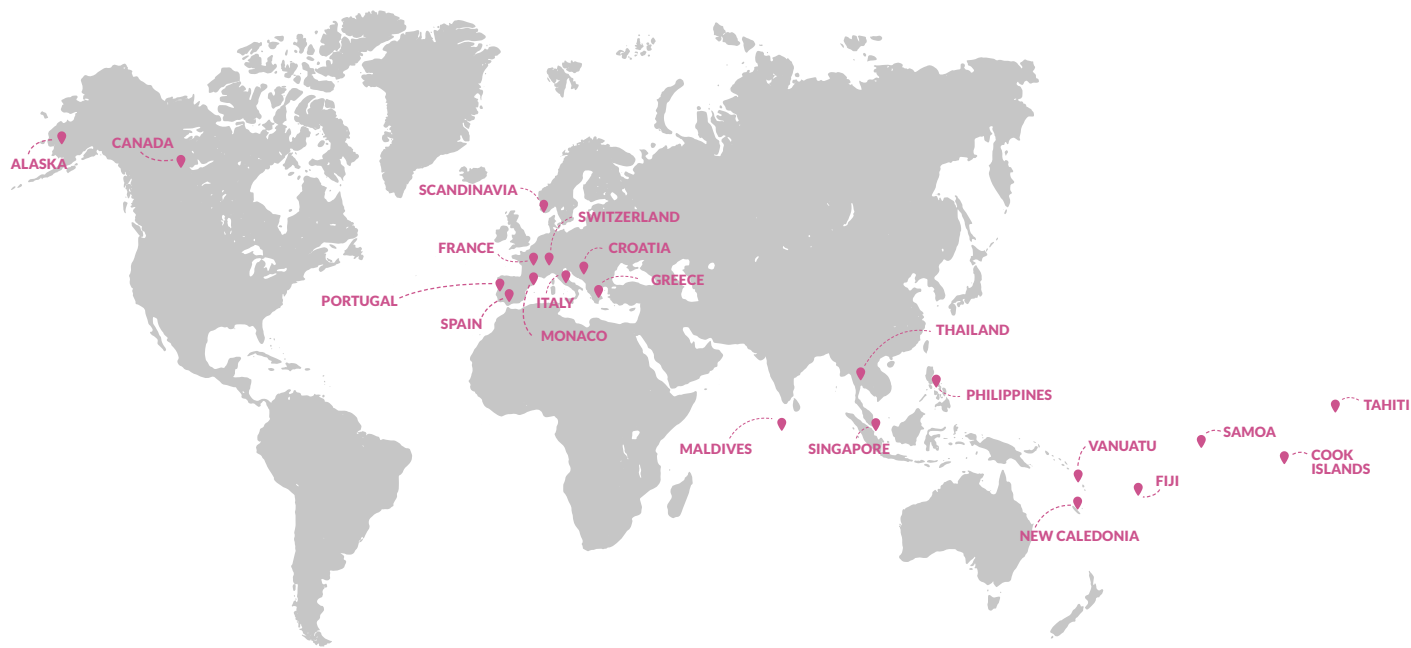 CANADA
ALASKA
SCANDINAVIA
SWITZERLAND
FRANCE
CROATIA
GREECE
PORTUGAL
ITALY
SPAIN
MONACO
THAILAND
PHILIPPINES
TAHITI
SAMOA
MALDIVES
SINGAPORE
VANUATU
COOK
ISLANDS
FIJI
NEW CALEDONIA